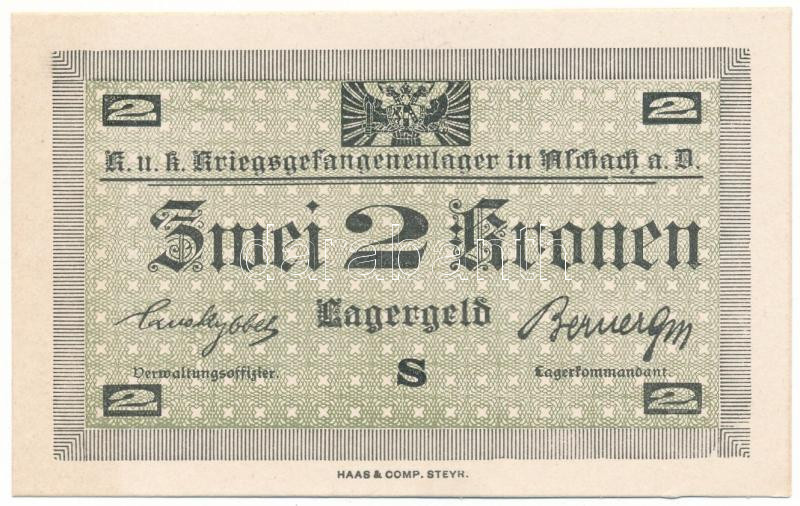 2 2
K. u. k. Kriegsgefangenenlager in Aschach a. D.
Zwei 2 Kronen
Lagergeld
Verwaltungsoffizier. S Lagerkommandant.
2 2
HAAS & COMP. STEYR.